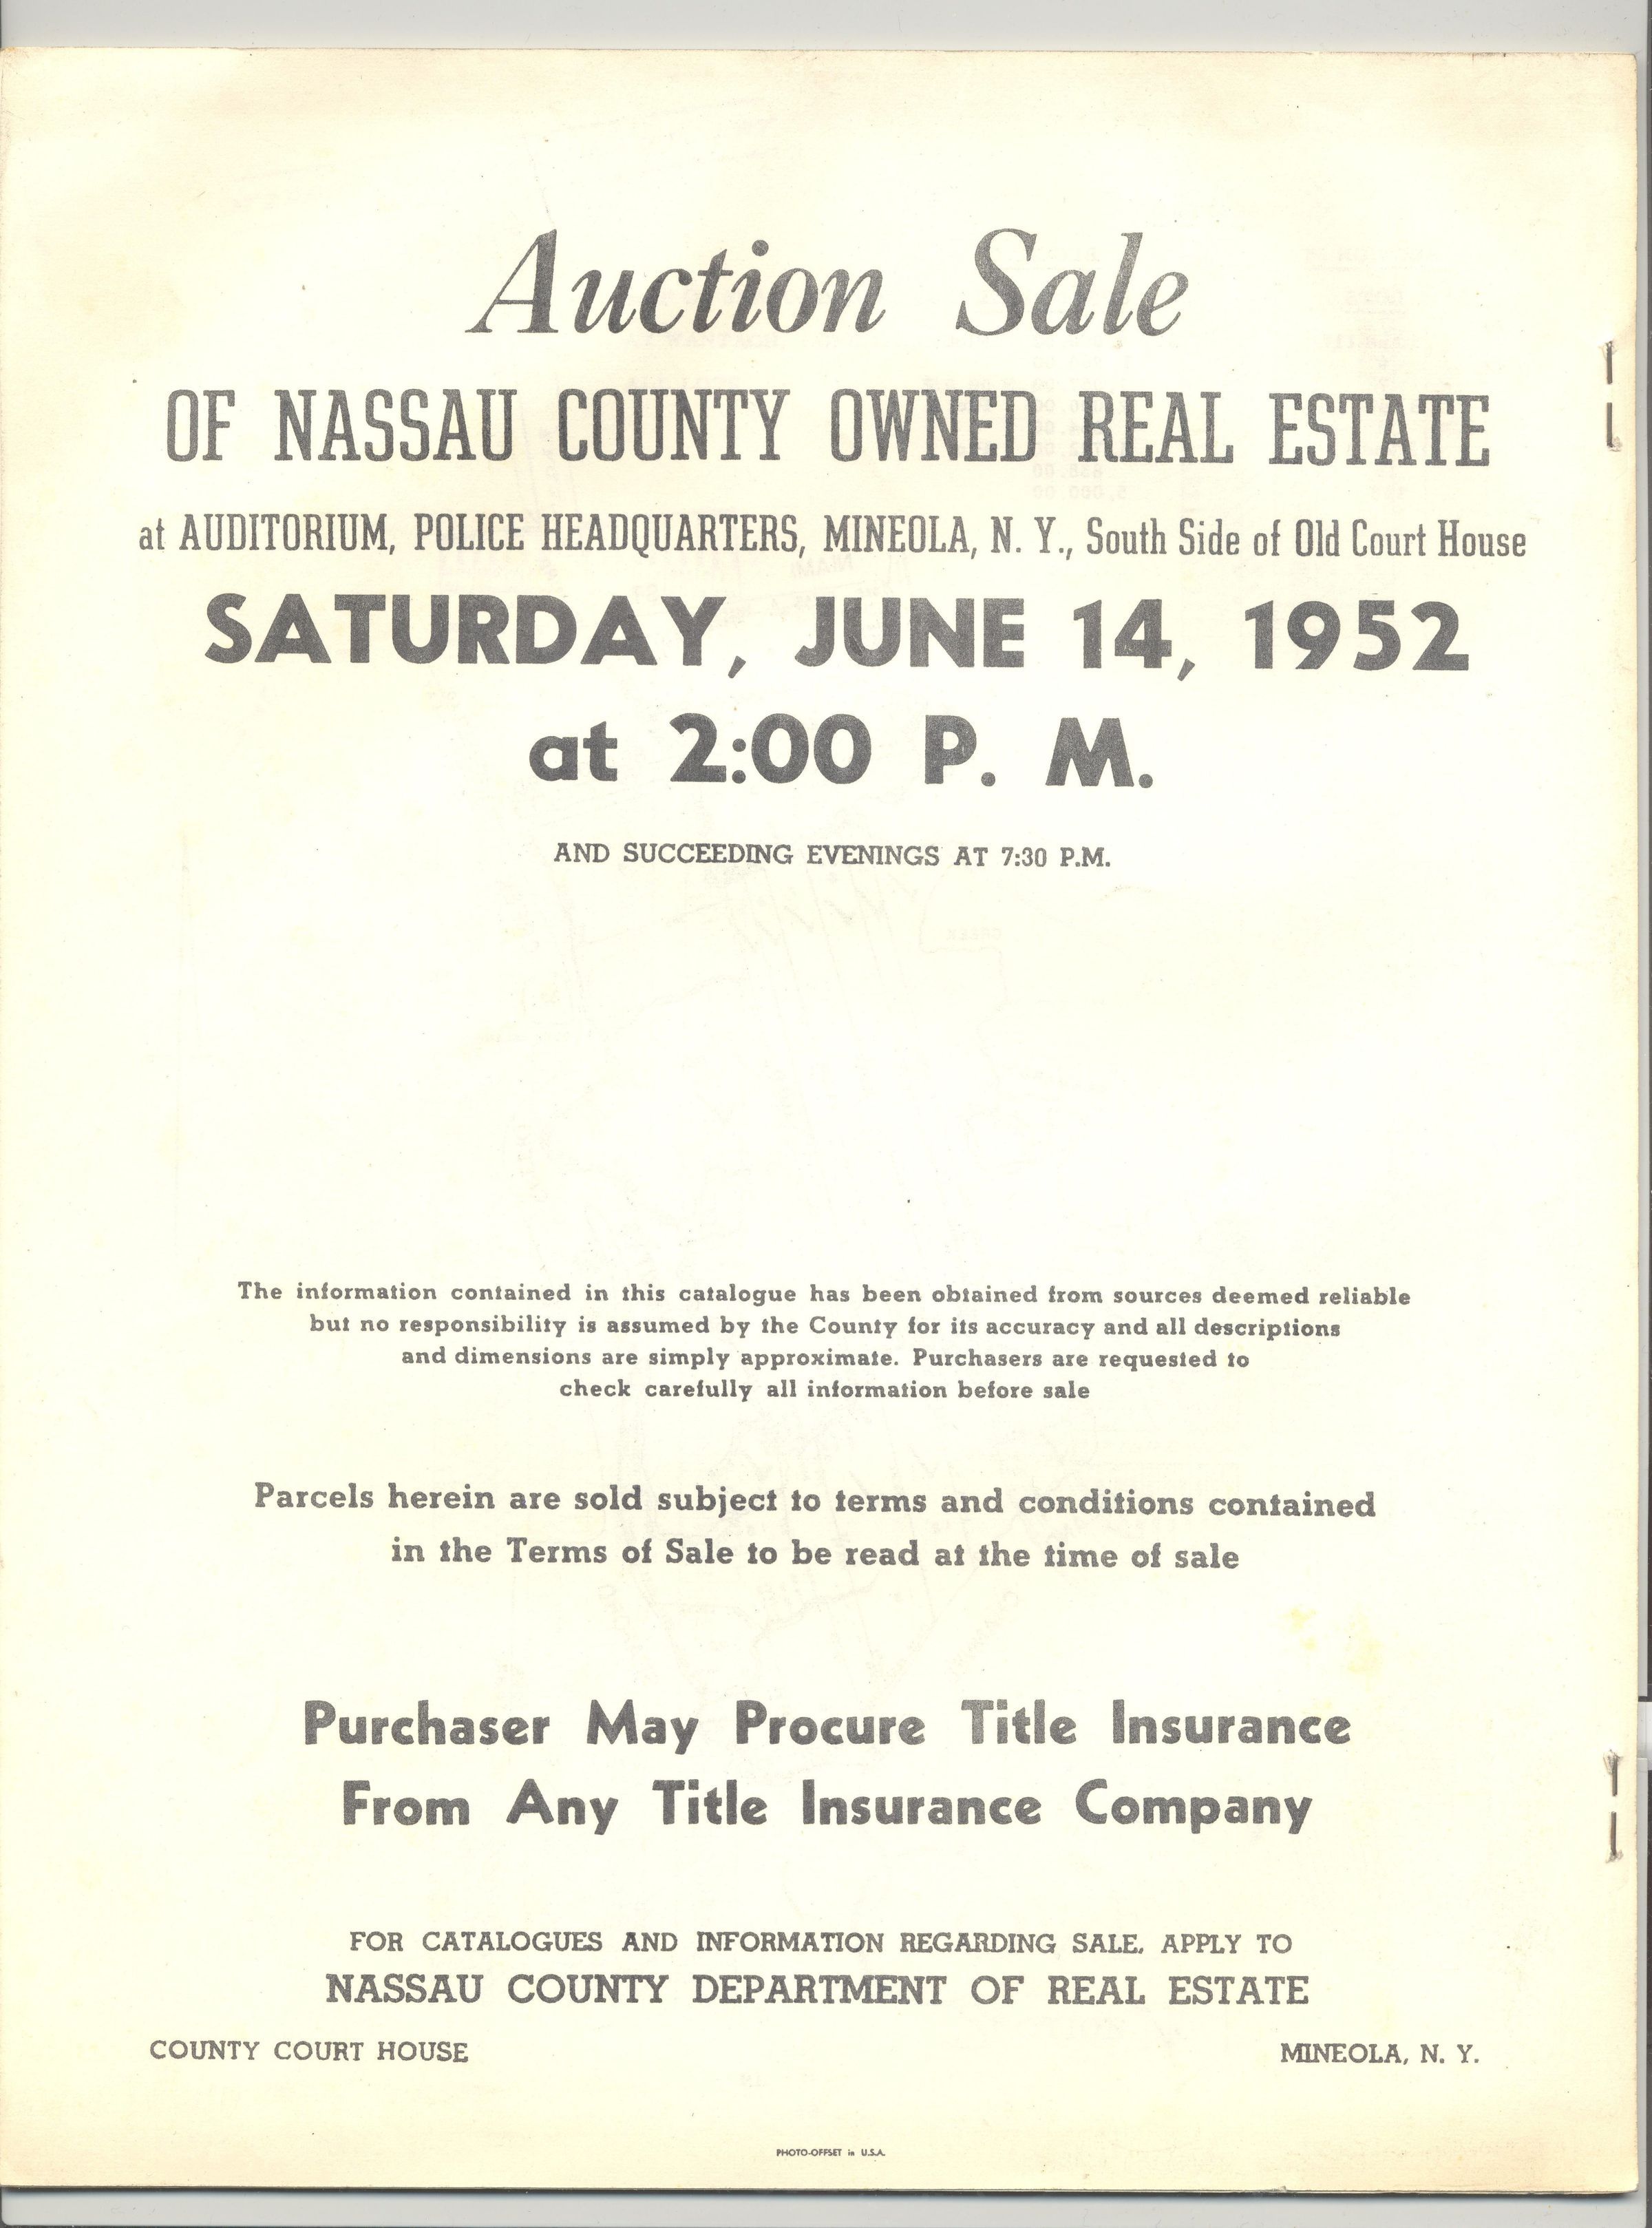 Auction Sale
OF NASSAU COUNTY OWNED REAL ESTATE
at AUDITORIUM, POLICE HEADQUARTERS, MINEOLA, N. Y., South Side of Old Court House
SATURDAY, JUNE 14, 1952
at 2:00 P. M.
AND SUCCEEDING EVENINGS AT 7:30 P.M.
The information contained in this catalogue has been obtained from sources deemed reliable
but no responsibility is assumed by the County for its accuracy and all descriptions
and dimensions are simply approximate. Purchasers are requested to
check carefully all information before sale
Parcels herein are sold subject to terms and conditions contained
in the Terms of Sale to be read at the time of sale
Purchaser May Procure Title Insurance
From Any Title Insurance Company
FOR CATALOGUES AND INFORMATION REGARDING SALE, APPLY TO
NASSAU COUNTY DEPARTMENT OF REAL ESTATE
COUNTY COURT HOUSE MINEOLA, N. Y.
PHOTO-OFFSET in U.S.A.